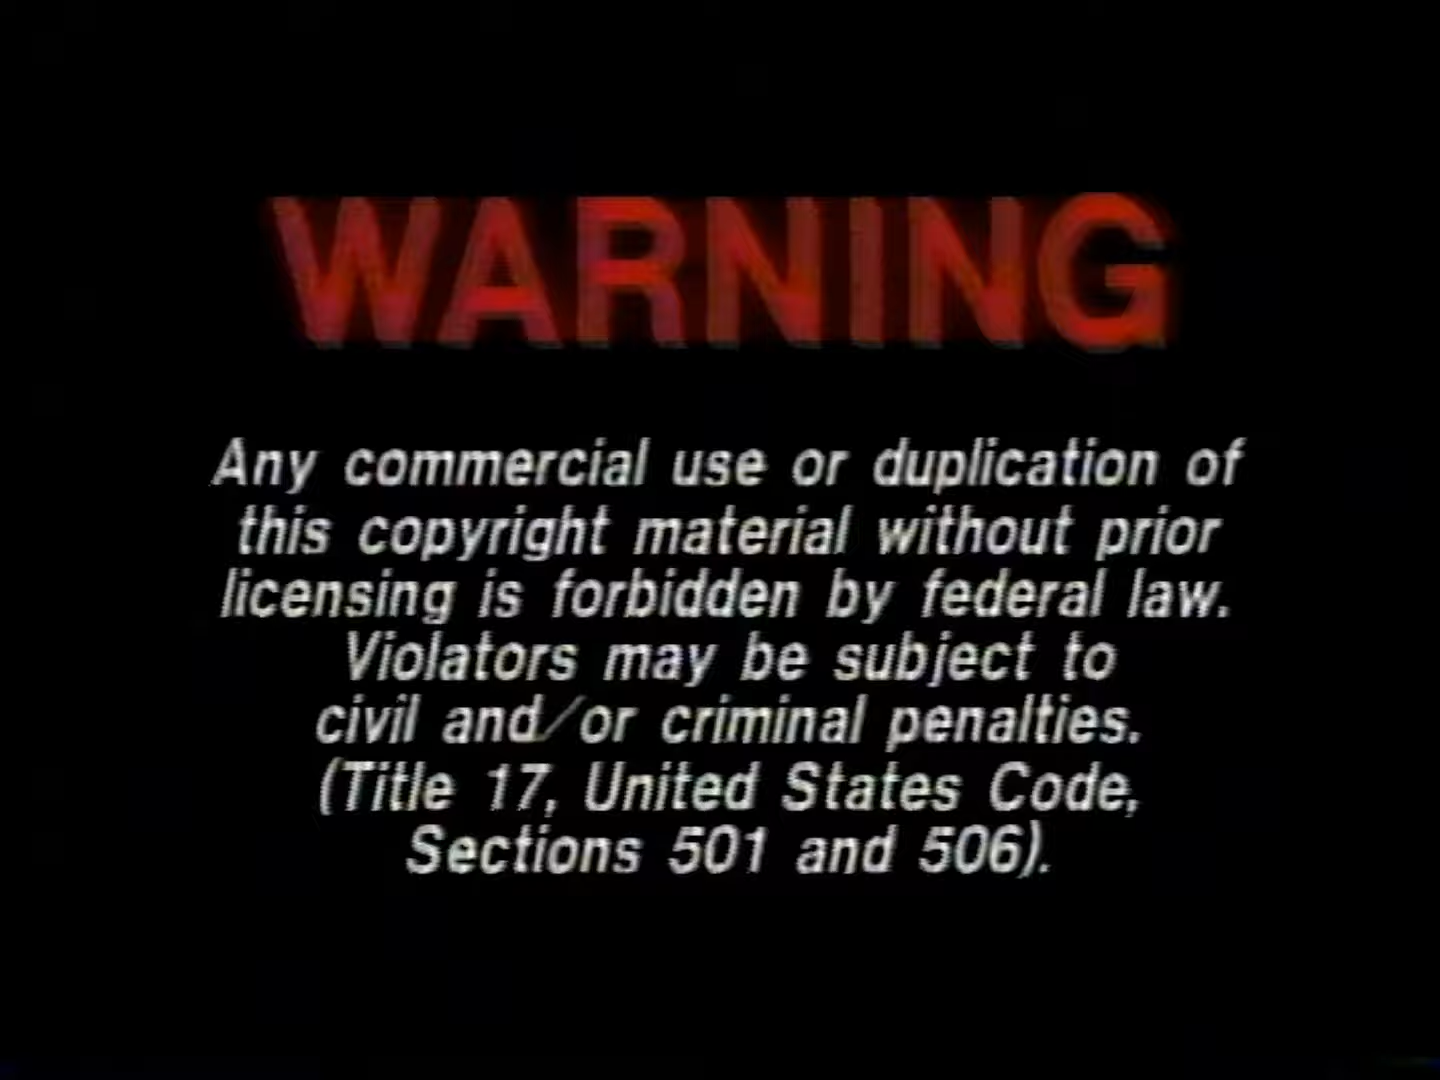 WARNING
Any commercial use or duplication of
this copyright material without prior
licensing is forbidden by federal law.
Violators may be subject to
civil and/or criminal penalties.
(Title 17, United States Code,
Sections 501 and 506).